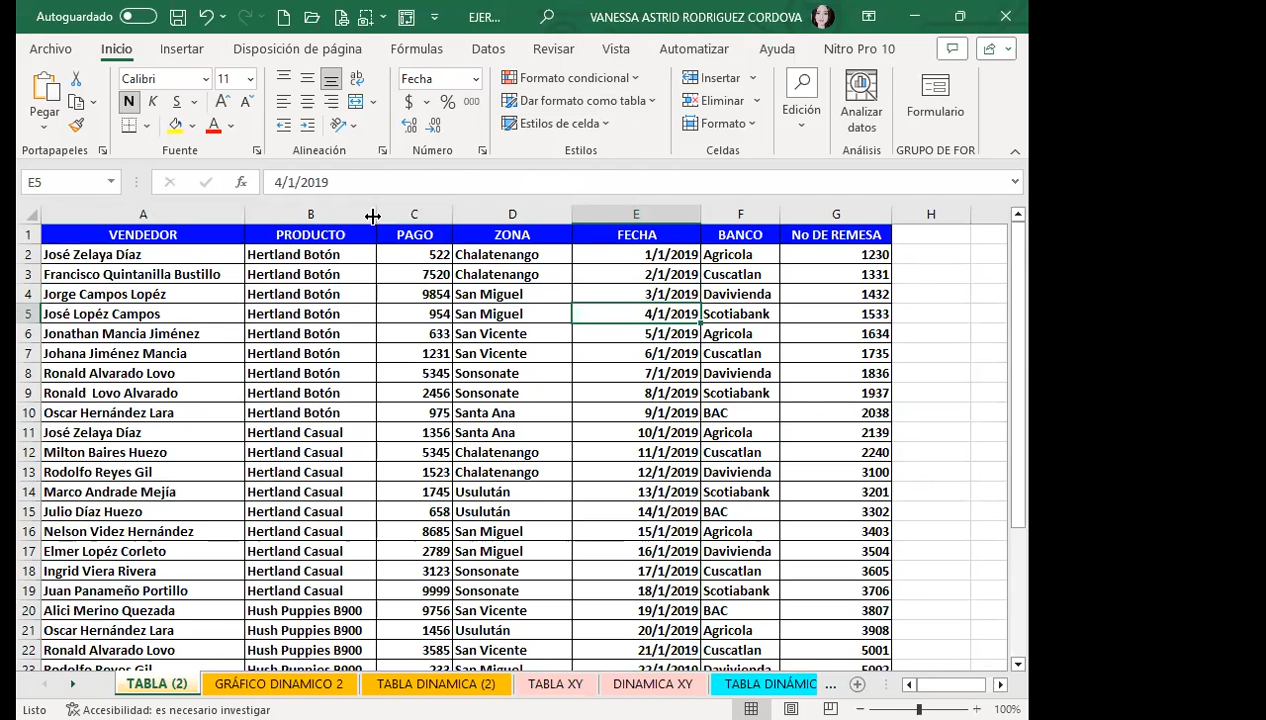 Autoguardado EJER... VANESSA ASTRID RODRIGUEZ CORDOVA
Archivo Inicio Insertar Disposición de página Fórmulas Datos Revisar Vista Automatizar Ayuda Nitro Pro 10
Pegar Calibri 11 Fecha Formato condicional Insertar Edición Analizar datos Formulario
N K S $ % 000 Dar formato como tabla Eliminar
Estilos de celda Formato
Portapapeles Fuente Alineación Número Estilos Celdas Análisis GRUPO DE FOR
E5 fx 4/1/2019
A B C D E F G H
1 VENDEDOR PRODUCTO PAGO ZONA FECHA BANCO No DE REMESA
2 José Zelaya Díaz Hertland Botón 522 Chalatenango 1/1/2019 Agricola 1230
3 Francisco Quintanilla Bustillo Hertland Botón 7520 Chalatenango 2/1/2019 Cuscatlan 1331
4 Jorge Campos Lopéz Hertland Botón 9854 San Miguel 3/1/2019 Davivienda 1432
5 José Lopéz Campos Hertland Botón 954 San Miguel 4/1/2019 Scotiabank 1533
6 Jonathan Mancia Jiménez Hertland Botón 633 San Vicente 5/1/2019 Agricola 1634
7 Johana Jiménez Mancia Hertland Botón 1231 San Vicente 6/1/2019 Cuscatlan 1735
8 Ronald Alvarado Lovo Hertland Botón 5345 Sonsonate 7/1/2019 Davivienda 1836
9 Ronald Lovo Alvarado Hertland Botón 2456 Sonsonate 8/1/2019 Scotiabank 1937
10 Oscar Hernández Lara Hertland Botón 975 Santa Ana 9/1/2019 BAC 2038
11 José Zelaya Díaz Hertland Casual 1356 Santa Ana 10/1/2019 Agricola 2139
12 Milton Baires Huezo Hertland Casual 5345 Chalatenango 11/1/2019 Cuscatlan 2240
13 Rodolfo Reyes Gil Hertland Casual 1523 Chalatenango 12/1/2019 Davivienda 3100
14 Marco Andrade Mejía Hertland Casual 1745 Usulután 13/1/2019 Scotiabank 3201
15 Julio Díaz Huezo Hertland Casual 658 Usulután 14/1/2019 BAC 3302
16 Nelson Videz Hernández Hertland Casual 8685 San Miguel 15/1/2019 Agricola 3403
17 Elmer Lopéz Corleto Hertland Casual 2789 San Miguel 16/1/2019 Davivienda 3504
18 Ingrid Viera Rivera Hertland Casual 3123 Sonsonate 17/1/2019 Cuscatlan 3605
19 Juan Panameño Portillo Hertland Casual 9999 Sonsonate 18/1/2019 Scotiabank 3706
20 Alici Merino Quezada Hush Puppies B900 9756 San Vicente 19/1/2019 BAC 3807
21 Oscar Hernández Lara Hush Puppies B900 1456 Usulután 20/1/2019 Agricola 3908
22 Ronald Alvarado Lovo Hush Puppies B900 3585 San Vicente 21/1/2019 Cuscatlan 5001
23 Rodolfo Reyes Gil Hush Puppies B900 233 San Miguel 22/1/2019 Davivienda 5002
TABLA (2) GRÁFICO DINAMICO 2 TABLA DINAMICA (2) TABLA XY DINAMICA XY TABLA DINÁMIC ...
Listo Accesibilidad: es necesario investigar 100%